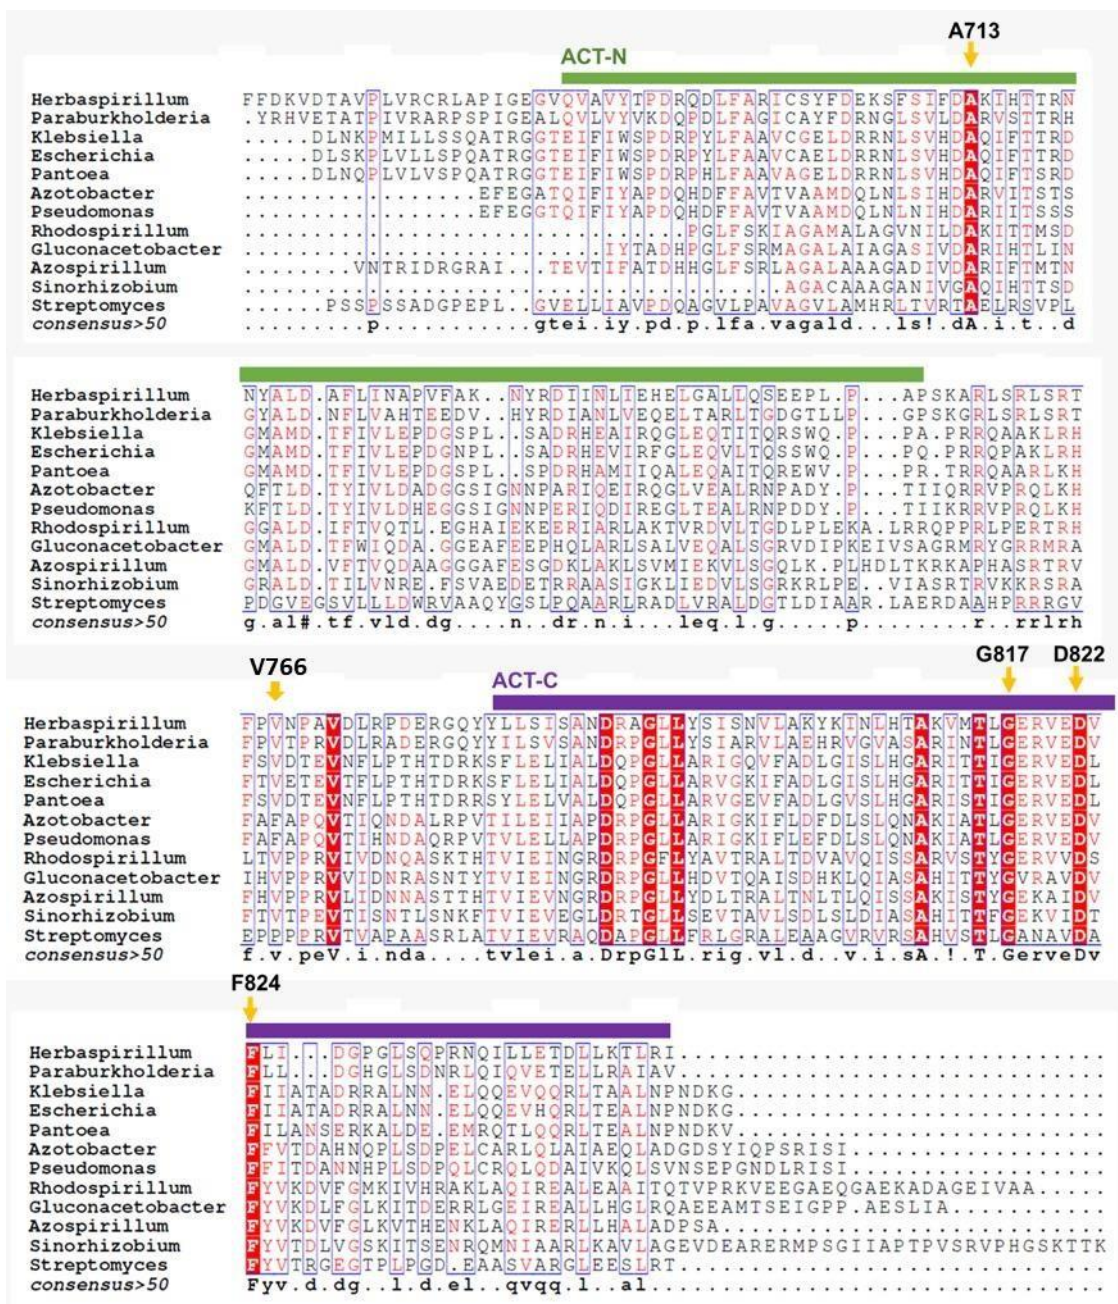 A713
ACT-N
Herbaspirillum FFDKVDTAVPLVRCRLAPIGEGVQVAVYTPDRQDLFARICSYFDEKSFSIFDAKIHTTRN
Paraburkholderia .YRHVETATPIVRARPSPIGEALQVLVYVKDQPDLFAGICAYFDRNGLSVLDARVSTTRH
Klebsiella .....DLNKPMILLSSQATRGGTEIFIWSPDRPYLFAAVCGELDRRNLSVHDAQIFTTRD
Escherichia .....DLSKPLVLLSPQATRGGTEIFIWSPDRPYLFAAVCAELDRRNLSVHDAQIFTTRD
Pantoea .....DLNQPLVLVSPQATRGGTEIFIWSPDRPHLFAAVAGELDRRNLSVHDAQIFTSRD
Azotobacter .................EFEGATQIFIYAPDQHDFFAVTVAAMDQLNLSIHDARVITSTS
Pseudomonas .................EFEGGTQIFIYAPDQHDFFAVTVAAMDQLNLNIHDARIITSSS
Rhodospirillum ................................PGLFSKIAGAMALAGVNILDAKITTMSD
Gluconacetobacter ..........................IYTADHPGLFSRMAGAIAIAGASIVDARIHTLIN
Azospirillum ........VNTRIDRGRAI...TEVTIFATDHHGLFSRLAGALAAAGADIVDARIFTMTN
Sinorhizobium .......................................AGACAAAGANIVGAQIHTTSD
Streptomyces ......PSSPSSADGPEPL..GVELLIAVPDQAGVLPAVAGVLAMHRLTVRTAELRSVPL
consensus>50 .........p...........gtei.iy.pd.p.lfa.vagald...ls!.dA.i.t..d
Herbaspirillum NYALD.AFLINAPVFAK..NYRDIINLIEHELGALLQSEEPL.P...APSKARLSRLSRT
Paraburkholderia GYALD.NFLVAHTEEDV..HYRDIANLVEQELTARLTGDGTLLP...GPSKGRLSRLSRT
Klebsiella GMAMD.TFIVLEPDGSPL..SADRHEAIRQGLEQTITQRSWQ.P...PA.PRRQAAKLRH
Escherichia GMAMD.TFIVLEPDGNPL..SADRHEVIRFGLEQVLTQSSWQ.P...PQ.PRRQPAKLRH
Pantoea GMAMD.TFIVLEPDGSPL..SPDRHAMIIQALEQAITQREWV.P...PR.TRRQAARLKH
Azotobacter QFTLD.TYIVLDADGGSIGNNPARIQEIRQGLVEALRNPADY.P...TIIQRRVPRQLKH
Pseudomonas KFTLD.TYIVLDHEGGSIGNNPERIQDIREGLTEALRNPDDY.P...TIIKRRVPRQLKH
Rhodospirillum GGALD.IFTVQTL.EGHAIEKEERIARLAKTVRDVLTGDLPLEKA.LRRQPPRLPERTRH
Gluconacetobacter GMALD.TFWIQDA.GGEAFEEPHQLARLSALVEQALSGRVDIPKEIVSAGRMRYGRRMRA
Azospirillum GMALD.VFTVQDAAGGGAFESGDKLAKLSVMIEKVLSGQLK.PLHDLTKRKAPHASRTRV
Sinorhizobium GRALD.TILVNRE.FSVAEDETRRAASIGKLIEDVLSGRKRLPE..VIASRTRVKKRSRA
Streptomyces PDGVEGSVLLLDWRVAAQYGSLPQAARLRADLVRALDGTLDIAAR.LAERDAAHPRRRGV
consensus>50 g.al#.tf.vld.dg....n..dr.n.i...leq.l.g.....p.......r..rrlrh
V766
G817
D822
ACT-C
Herbaspirillum FPVNPAVDLRPDERGQYYLLSISANDRAGLLYSISNVLAKYKINLHTAKVMTLGERVEDV
Paraburkholderia FPVTPRVDLRADERGQYYILSVSANDRPGLLYSIARVLAEHRVGVASARINTLGERVEDV
Klebsiella FSVDTEVNFLPTHTDRKSFLELIALDQPGLLARIGQVFADLGISLHGARITTIGERVEDL
Escherichia FTVETEVTFLPTHTDRKSFLELIALDQPGLLARVGKIFADLGISLHGARITTIGERVEDL
Pantoea FSVDTEVNFLPTHTDRRSYLELVALDQPGLLARVGEVFADLGVSLHGARISTIGERVEDL
Azotobacter FAFAPQVTIQNDALRPVTILEIIAPDRPGLLARIGKIFLDFDLSLQNAKIATLGERVEDV
Pseudomonas FAFAPQVTIHNDAQRPVTVLELLAPDRPGLLARIGKIFLEFDLSLQNAKIATLGERVEDV
Rhodospirillum LTVPPRVIVDNQASKTHTVIEINGRDRPGFLYAVTRALTDVAVQISSARVSTYGERVVDS
Gluconacetobacter IHVPPRVVIDNRASNTYTVIEINGRDRPGLLHDVTQAISDHKLQIASAHITTYGVRAVDV
Azospirillum FHVPPRVLIDNNASTTHTVIEVNGRDRPGLLYDLTRALTNLTLQISSAHISTYGEKAIDV
Sinorhizobium FTVTPEVTISNTLSNKFTVIEVEGLDRTGLLSEVTAVLSDLSLDIASAHITTFGEKVIDT
Streptomyces EPPPPRVTVAPAASRLATVIEVRAQDAPGLLFRLGRALEAAGVRVRSAHVSTLGANAVDA
consensus>50 f.v.peV.i.nda....tvlei.a.DrpGlL.rig.vl.d..v.i.sA.!.T.GerveDv
F824
Herbaspirillum FLI...DGPGLSQPRNQILLETDLLKTLRI...............................
Paraburkholderia FLL...DGHGLSDNRLQIQVETELLRAIAV...............................
Klebsiella FIIATADRRALNN.ELQQEVQQRLTAALNPNDKG...........................
Escherichia FIIATADRRALNN.ELQQEVHQRLTEALNPNDKG...........................
Pantoea FILANSERKALDE.EMRQTLQQRLTEALNPNDKV...........................
Azotobacter FFVTDAHNQPLSDPELCARLQLAIAEQLADGDSYIQPSRISI...................
Pseudomonas FFITDANNHPLSDPQLCRQLQDAIVKQLSVNSEPGNDLRISI...................
Rhodospirillum FYVKDVFGMKIVHRAKLAQIREALEAAITQTVPRKVEEGAEQGAEKADAGEIVAA.....
Gluconacetobacter FYVKDLFGLKITDERRLGEIREALLHGLRQAEEAMTSEIGPP.AESLIA...........
Azospirillum FYVKDVFGLKVTHENKLAQIRERLLHALADPSA............................
Sinorhizobium FYVTDLVGSKITSENRQMNIAARLKAVLAGEVDEARERMPSGIIAPTPVSRVPHGSKTTK
Streptomyces FYVTRGEGTPLPGD.EAASVARGLEESLRT...............................
consensus>50 Fyv.d.dg..l.d.el..qvqq.l..al.................................